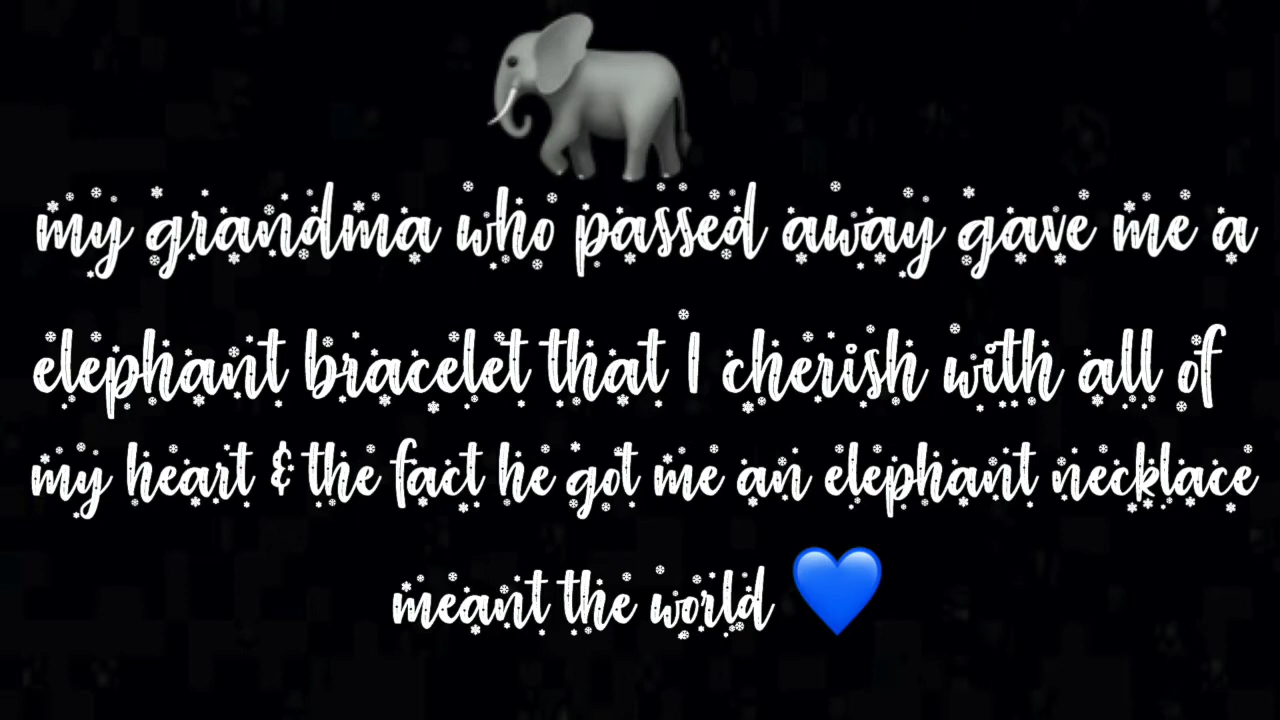 my grandma who passed away gave me a
elephant bracelet that I cherish with all of
my heart & the fact he got me an elephant necklace
meant the world 💙